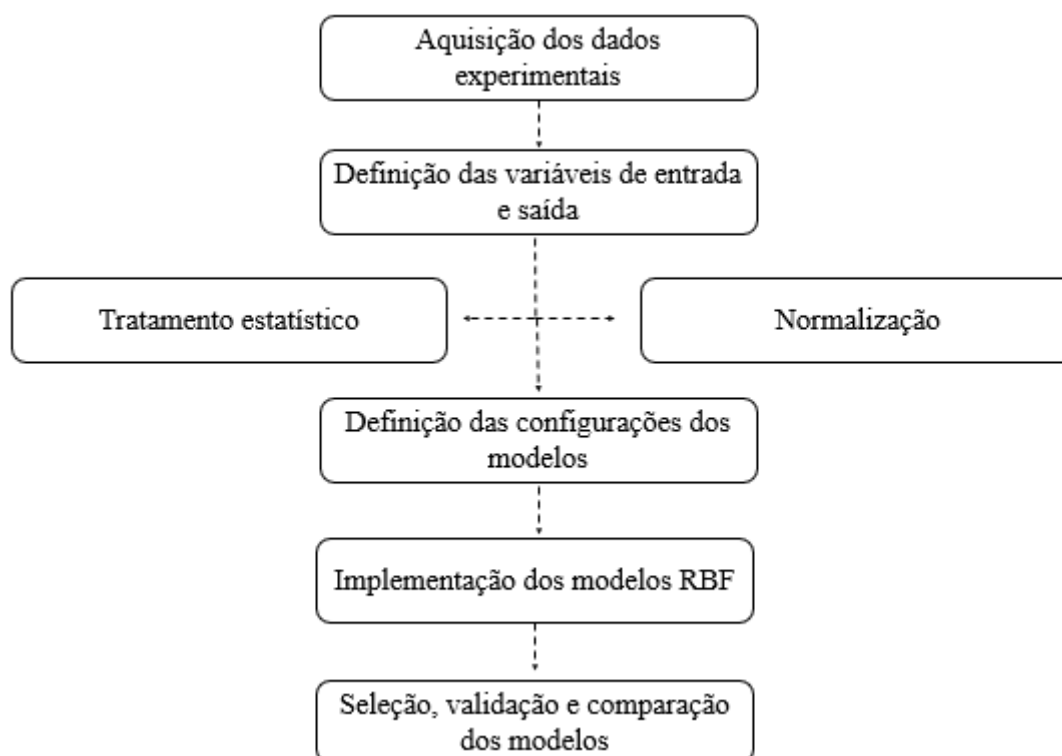 Aquisição dos dados
experimentais
Definição das variáveis de entrada
e saída
Tratamento estatístico
Normalização
Definição das configurações dos
modelos
Implementação dos modelos RBF
Seleção, validação e comparação
dos modelos